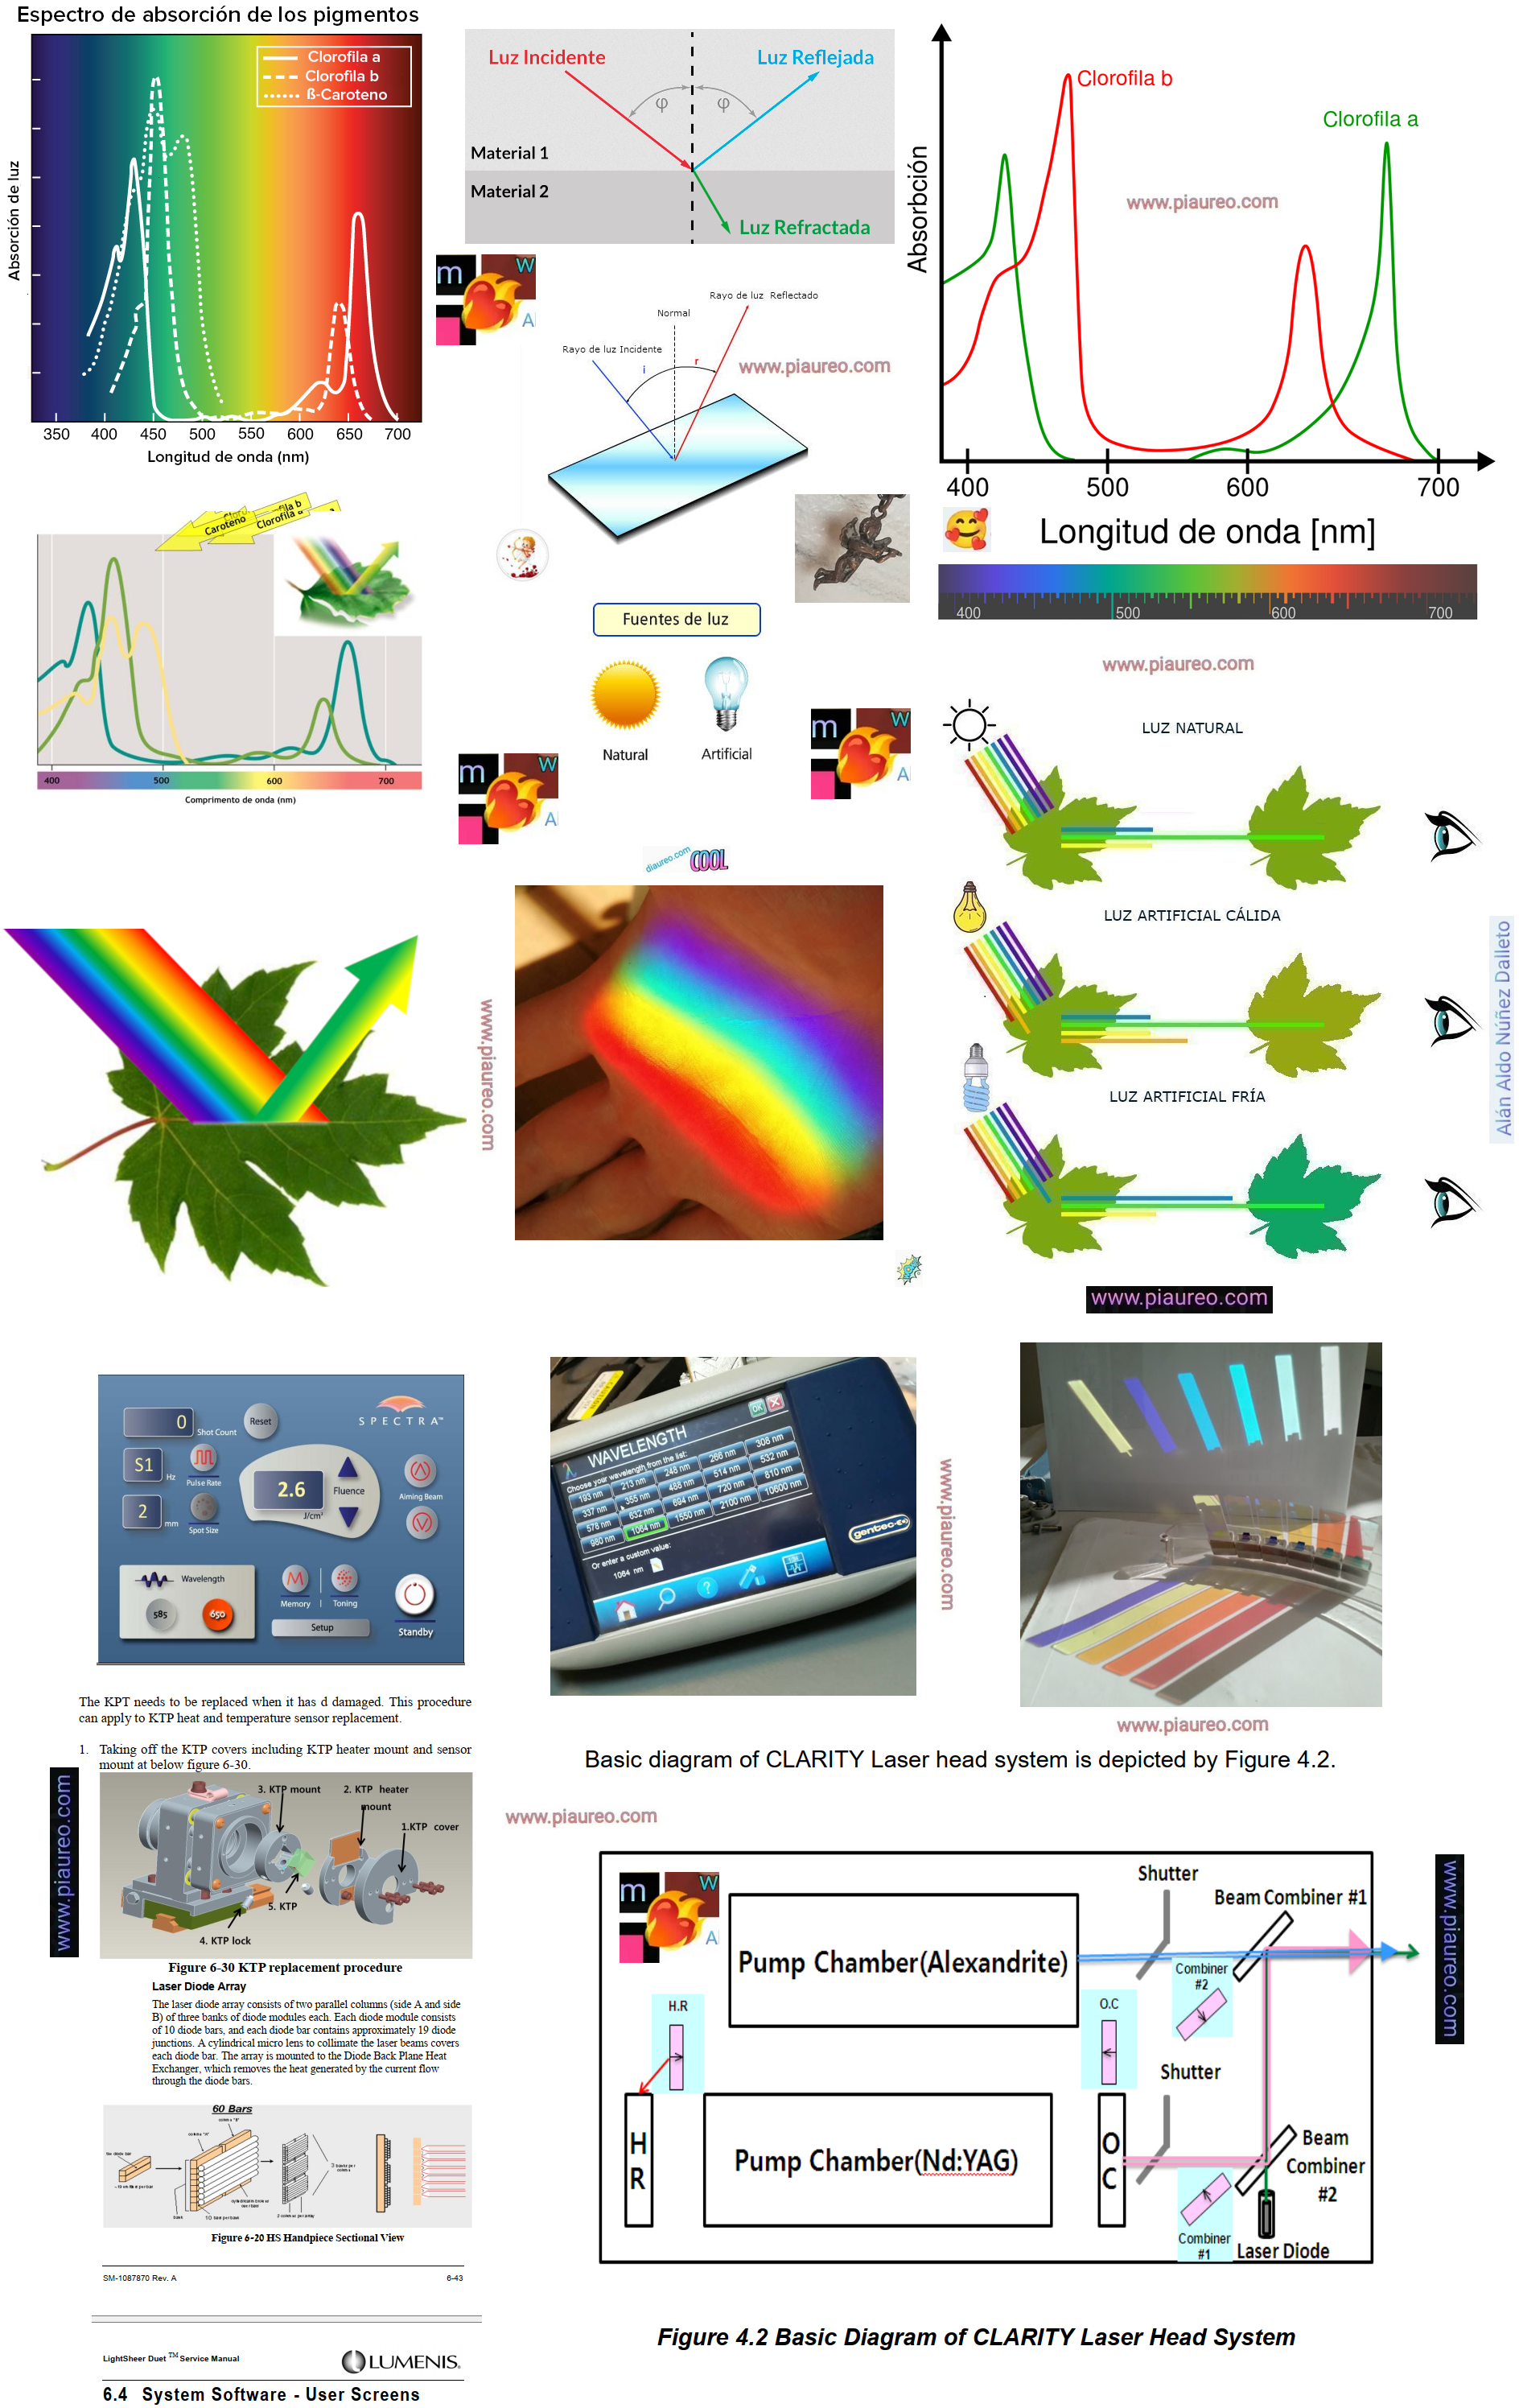 Espectro de absorción de los pigmentos
Clorofila a
Clorofila b
ß-Caroteno
Absorción de luz
350 400 450 500 550 600 650 700
Longitud de onda (nm)
Luz Incidente
Luz Reflejada
φ φ
Material 1
Material 2
Luz Refractada
Clorofila b
Clorofila a
www.piaureo.com
Absorbción
400 500 600 700
Longitud de onda [nm]
400 500 600 700
m W
A
Rayo de luz Reflectado
Normal
Rayo de luz Incidente
i r
www.piaureo.com
Caroteno
Clorofila b
Clorofila a
400 500 600 700
Comprimento de onda (nm)
Fuentes de luz
Natural
Artificial
m W
A
m W
A
diaureo.com COOL
www.piaureo.com
LUZ NATURAL
LUZ ARTIFICIAL CÁLIDA
LUZ ARTIFICIAL FRÍA
Alán Aldo Núñez Dalleto
www.piaureo.com
www.piaureo.com
SPECTRA™
0 Shot Count
Reset
S1 Hz
Pulse Rate
2 mm
Spot Size
2.6
J/cm²
Fluence
Aiming Beam
Wavelength
585 650
Memory | Toning
Setup
Standby
WAVELENGTH
OK
Choose your wavelength from the list:
193 nm 213 nm 248 nm 266 nm 308 nm
337 nm 355 nm 488 nm 514 nm 532 nm
578 nm 632 nm 694 nm 720 nm 810 nm
980 nm 1064 nm 1550 nm 2100 nm 10600 nm
Or enter a custom value:
1064 nm
gentec-eo
www.piaureo.com
www.piaureo.com
The KPT needs to be replaced when it has d damaged. This procedure
can apply to KTP heat and temperature sensor replacement.
1. Taking off the KTP covers including KTP heater mount and sensor
mount at below figure 6-30.
3. KTP mount
2. KTP heater
mount
1.KTP cover
5. KTP
4. KTP lock
www.piaureo.com
Figure 6-30 KTP replacement procedure
Laser Diode Array
The laser diode array consists of two parallel columns (side A and side
B) of three banks of diode modules each. Each diode module consists
of 10 diode bars, and each diode bar contains approximately 19 diode
junctions. A cylindrical micro lens to collimate the laser beams covers
each diode bar. The array is mounted to the Diode Back Plane Heat
Exchanger, which removes the heat generated by the current flow
through the diode bars.
60 Bars
Figure 6-20 HS Handpiece Sectional View
SM-1087870 Rev. A 6-43
LightSheer Duet TM Service Manual
LUMENIS.
6.4 System Software - User Screens
Basic diagram of CLARITY Laser head system is depicted by Figure 4.2.
www.piaureo.com
m W
A
Shutter
Beam Combiner #1
Pump Chamber(Alexandrite)
Combiner
#2
H.R
O.C
Shutter
HR
Pump Chamber(Nd:YAG)
OC
Beam
Combiner
#2
Combiner
#1
Laser Diode
www.piaureo.com
Figure 4.2 Basic Diagram of CLARITY Laser Head System